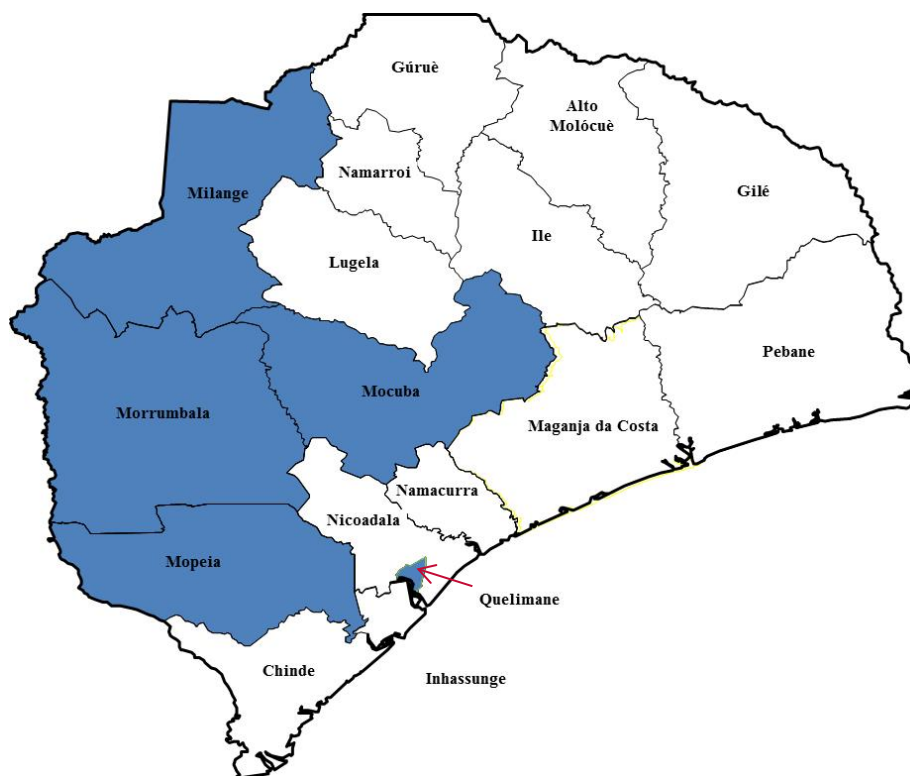 Gúruè
Alto
Molócuè
Namarroi
Milange
Gilé
Ile
Lugela
Pebane
Mocuba
Morrumbala
Maganja da Costa
Namacurra
Nicoadala
Mopeia
Quelimane
Chinde
Inhassunge